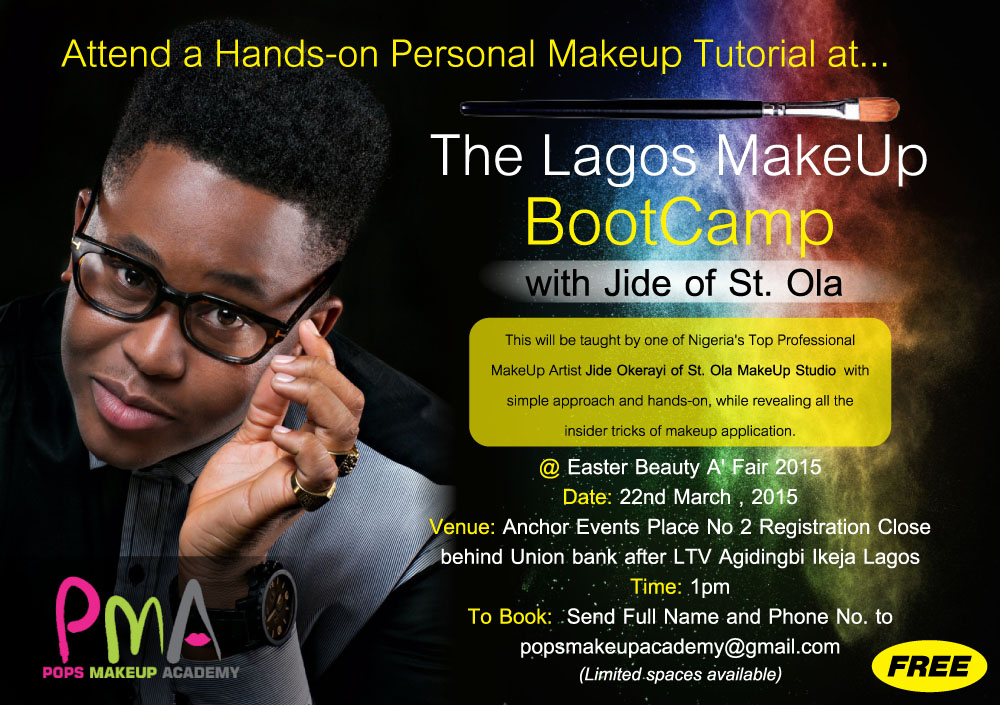 Attend a Hands-on Personal Makeup Tutorial at...
The Lagos MakeUp
BootCamp
with Jide of St. Ola
This will be taught by one of Nigeria's Top Professional
MakeUp Artist Jide Okerayi of St. Ola MakeUp Studio with
simple approach and hands-on, while revealing all the
insider tricks of makeup application.
@ Easter Beauty A' Fair 2015
Date: 22nd March , 2015
Venue: Anchor Events Place No 2 Registration Close
behind Union bank after LTV Agidingbi Ikeja Lagos
Time: 1pm
To Book: Send Full Name and Phone No. to
popsmakeupacademy@gmail.com
(Limited spaces available)
FREE
PMA
POPS MAKEUP ACADEMY